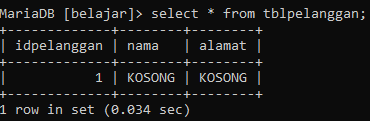 MariaDB [belajar]> select * from tblpelanggan;
+-------------+--------+--------+
| idpelanggan | nama   | alamat |
+-------------+--------+--------+
|           1 | KOSONG | KOSONG |
+-------------+--------+--------+
1 row in set (0.034 sec)